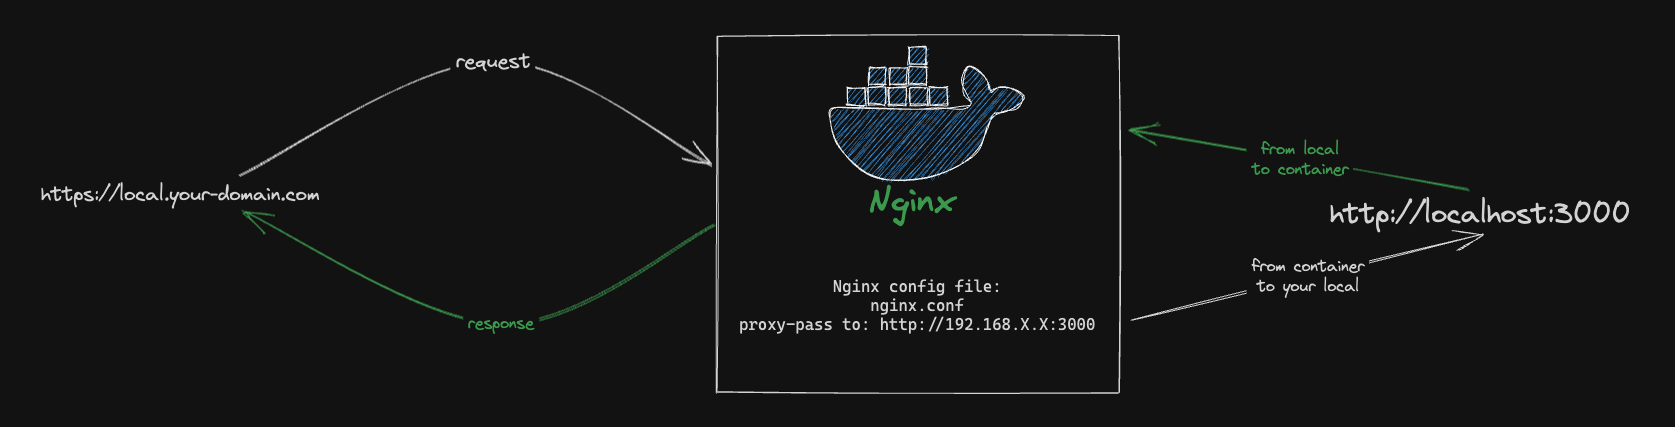 request
https://local.your-domain.com
response
Nginx
Nginx config file:
nginx.conf
proxy-pass to: http://192.168.X.X:3000
from local
to container
http://localhost:3000
from container
to your local